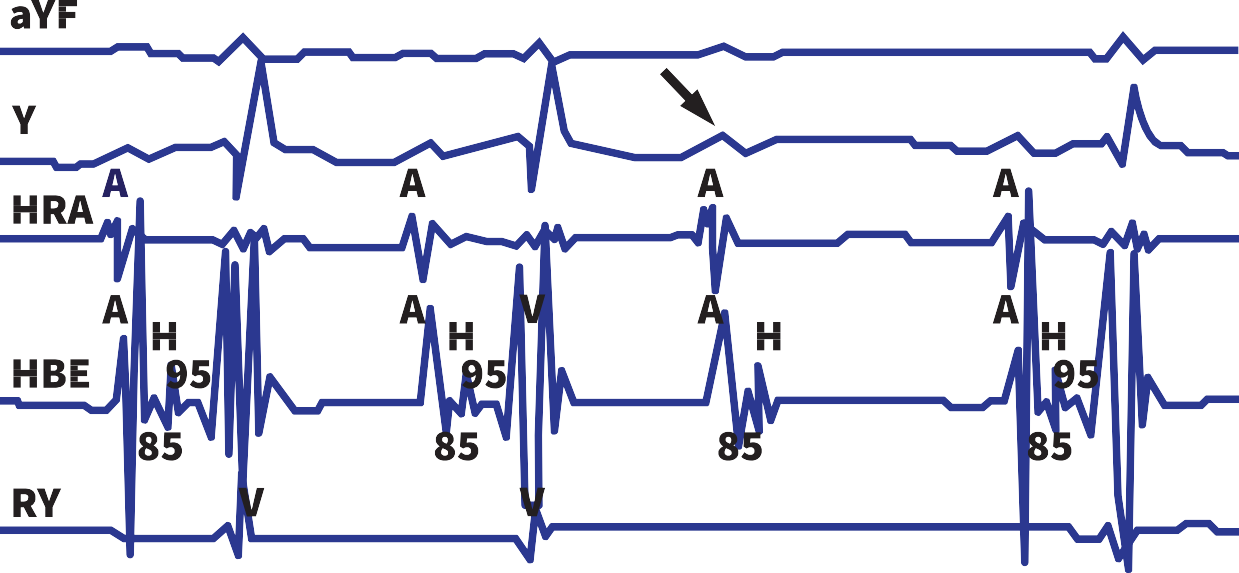 aYF
Y
A A A A
HRA
A A V A A
H H H H
HBE 95 95 95
85 85 85 85
RY V V